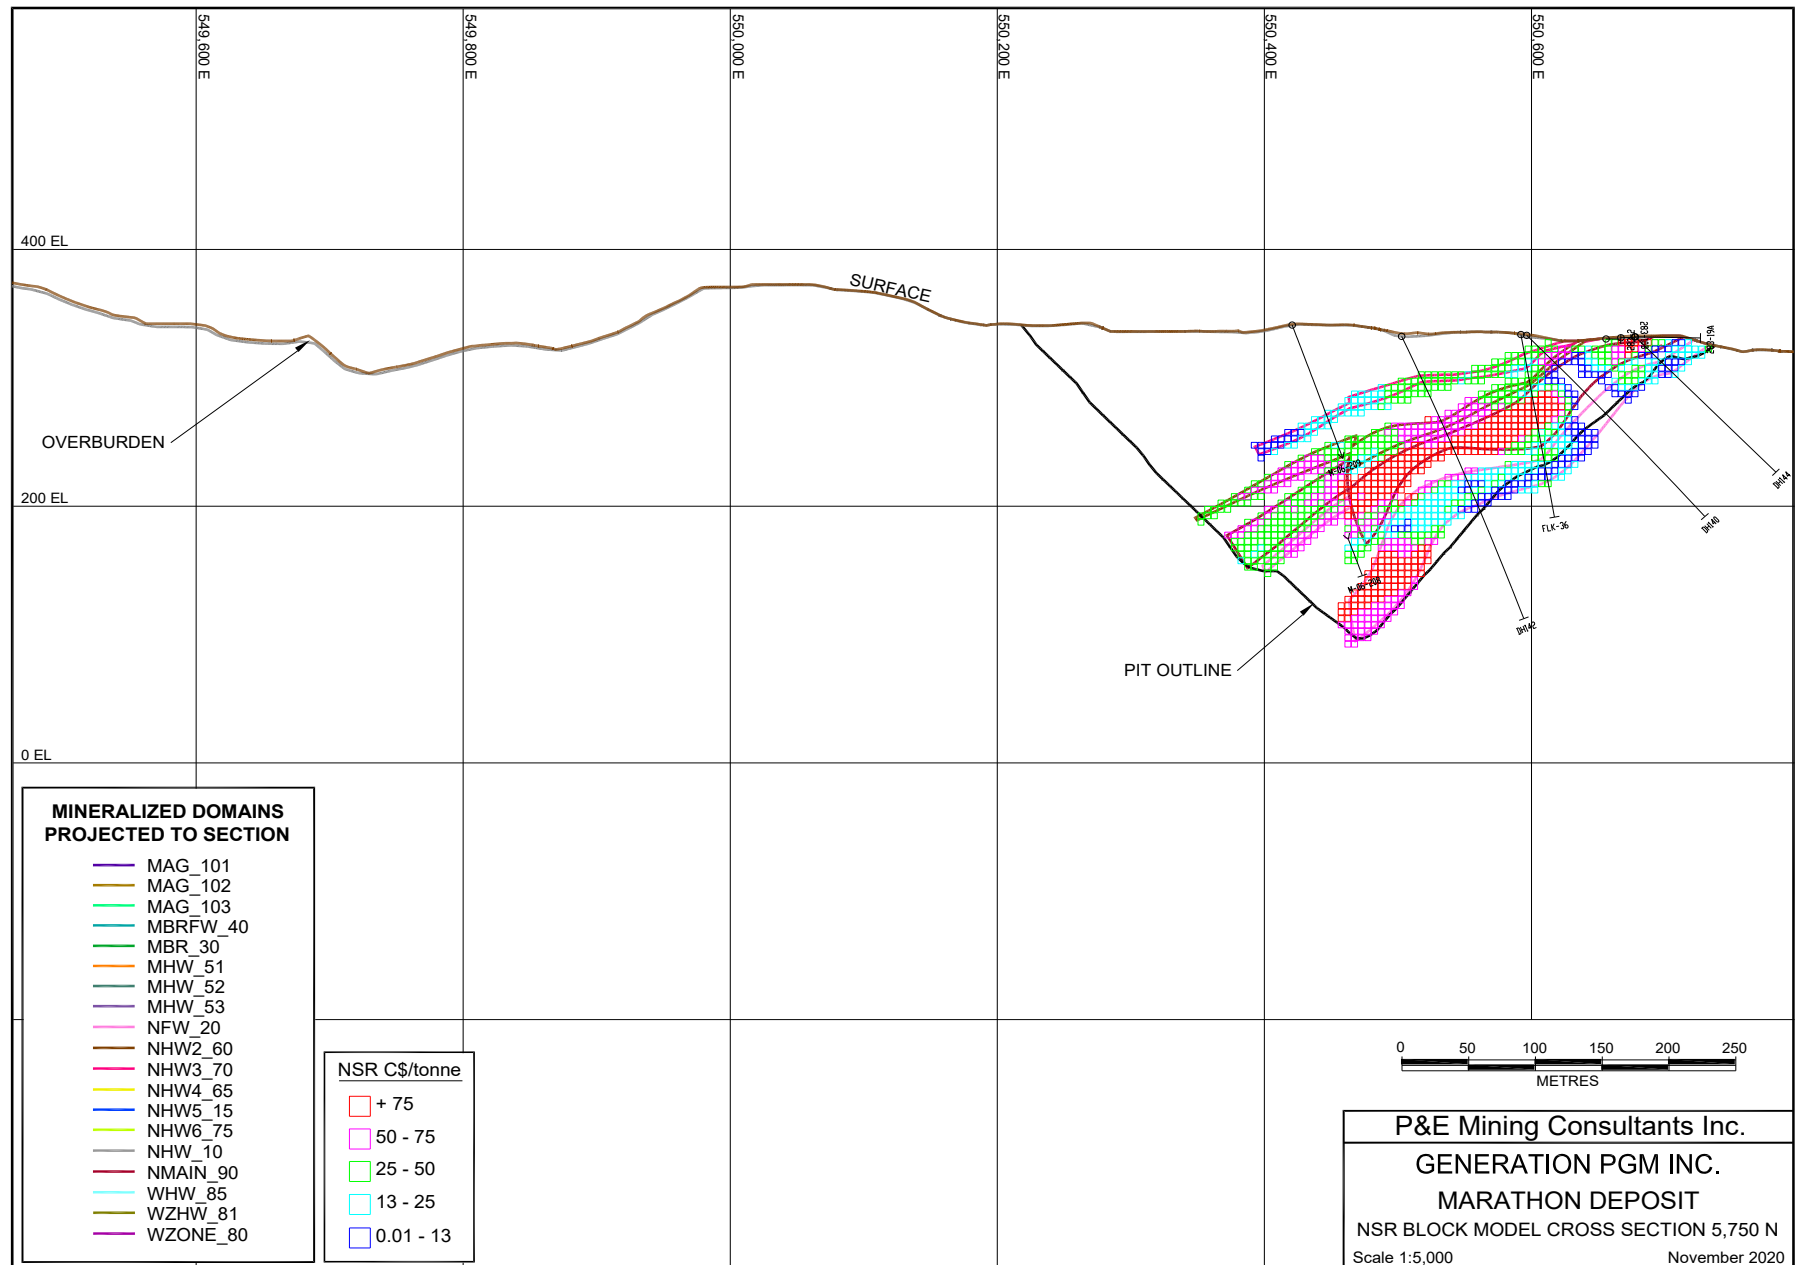 549,600 E
549,800 E
550,000 E
550,200 E
550,400 E
550,600 E
400 EL
SURFACE
OVERBURDEN
200 EL
M-06-209
DH144
DH140
FLK-36
M-06-208
DH142
PIT OUTLINE
0 EL
MINERALIZED DOMAINS
PROJECTED TO SECTION
MAG_101
MAG_102
MAG_103
MBRFW_40
MBR_30
MHW_51
MHW_52
MHW_53
NFW_20
NHW2_60
NHW3_70
NHW4_65
NHW5_15
NHW6_75
NHW_10
NMAIN_90
WHW_85
WZHW_81
WZONE_80
NSR C$/tonne
+ 75
50 - 75
25 - 50
13 - 25
0.01 - 13
0 50 100 150 200 250
METRES
P&E Mining Consultants Inc.
GENERATION PGM INC.
MARATHON DEPOSIT
NSR BLOCK MODEL CROSS SECTION 5,750 N
Scale 1:5,000 November 2020